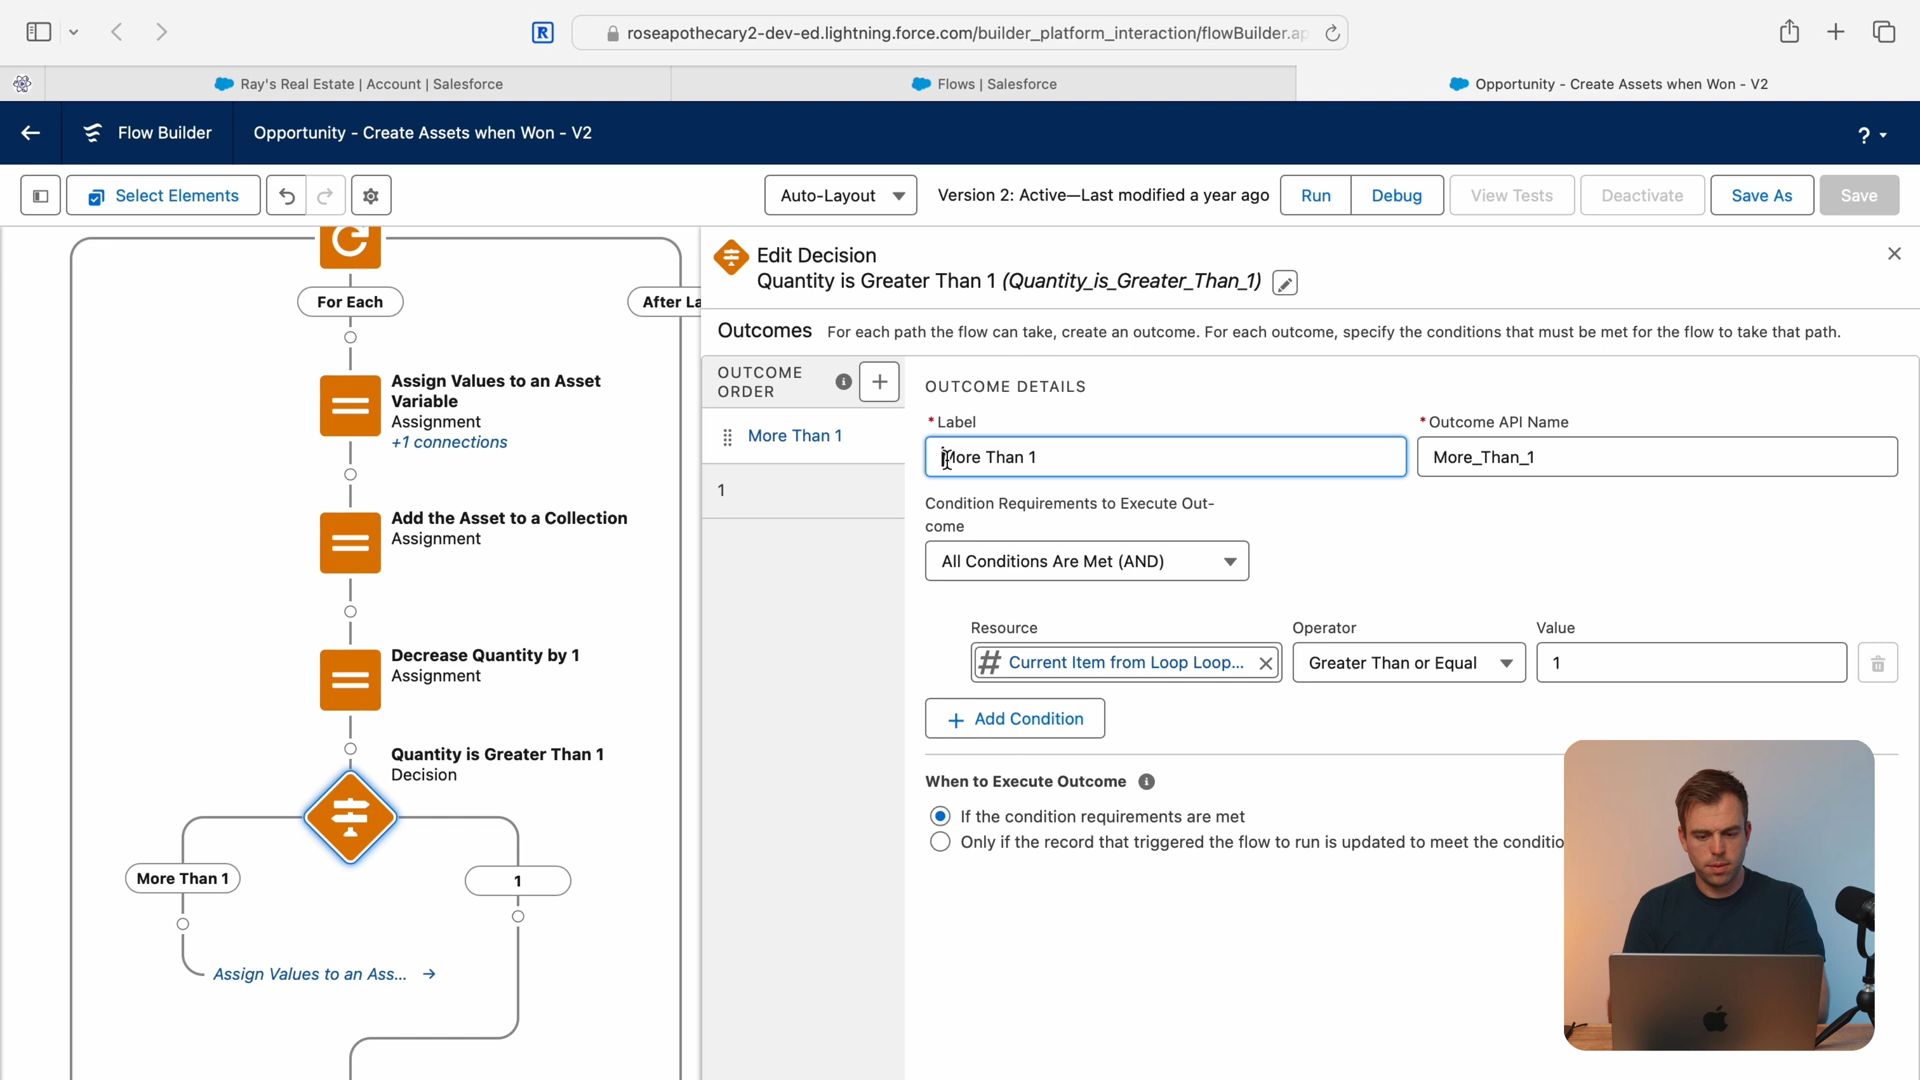 roseapothecary2-dev-ed.lightning.force.com/builder_platform_interaction/flowBuilder.ap
Ray's Real Estate | Account | Salesforce
Flows | Salesforce
Opportunity - Create Assets when Won - V2
Flow Builder
Opportunity - Create Assets when Won - V2
?
Select Elements
Auto-Layout
Version 2: Active—Last modified a year ago
Run
Debug
View Tests
Deactivate
Save As
Save
For Each
After La
Assign Values to an Asset
Variable
Assignment
+1 connections
Add the Asset to a Collection
Assignment
Decrease Quantity by 1
Assignment
Quantity is Greater Than 1
Decision
More Than 1
1
Assign Values to an Ass...
Edit Decision
Quantity is Greater Than 1 (Quantity_is_Greater_Than_1)
Outcomes
For each path the flow can take, create an outcome. For each outcome, specify the conditions that must be met for the flow to take that path.
OUTCOME
ORDER
More Than 1
1
OUTCOME DETAILS
* Label
* Outcome API Name
More Than 1
More_Than_1
Condition Requirements to Execute Out-
come
All Conditions Are Met (AND)
Resource
Operator
Value
Current Item from Loop Loop...
Greater Than or Equal
1
+ Add Condition
When to Execute Outcome
If the condition requirements are met
Only if the record that triggered the flow to run is updated to meet the conditio